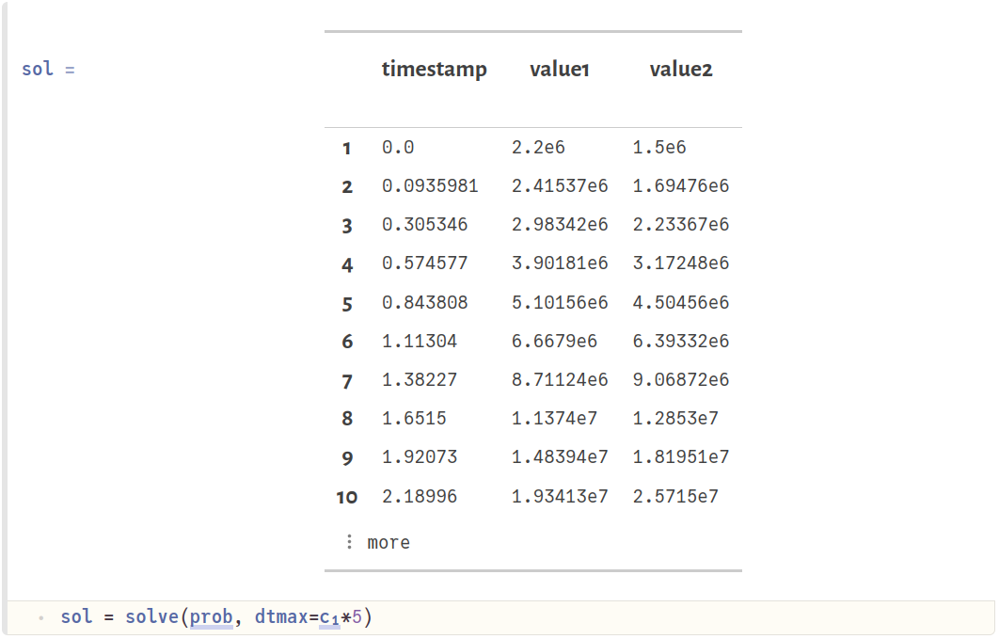 sol =
timestamp value1 value2
1 0.0 2.2e6 1.5e6
2 0.0935981 2.41537e6 1.69476e6
3 0.305346 2.98342e6 2.23367e6
4 0.574577 3.90181e6 3.17248e6
5 0.843808 5.10156e6 4.50456e6
6 1.11304 6.6679e6 6.39332e6
7 1.38227 8.71124e6 9.06872e6
8 1.6515 1.1374e7 1.2853e7
9 1.92073 1.48394e7 1.81951e7
10 2.18996 1.93413e7 2.5715e7
⋮ more
sol = solve(prob, dtmax=c₁*5)